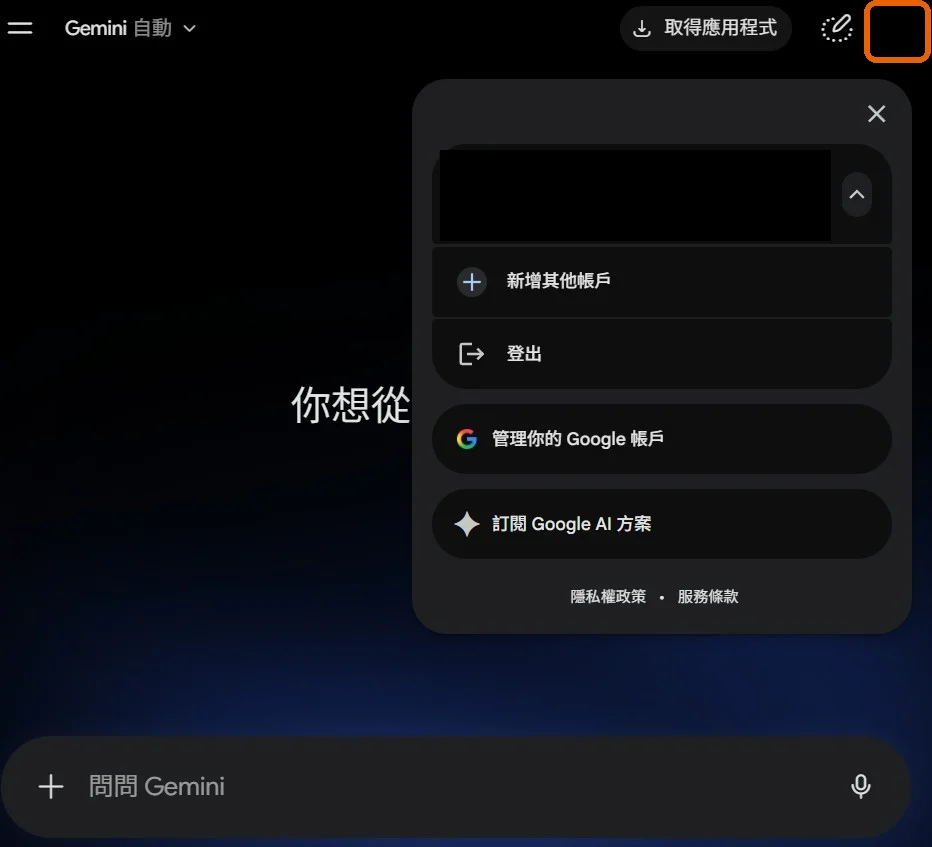 Gemini 自動
取得應用程式
新增其他帳戶
登出
你想從
管理你的 Google 帳戶
訂閱 Google AI 方案
隱私權政策 • 服務條款
問問 Gemini